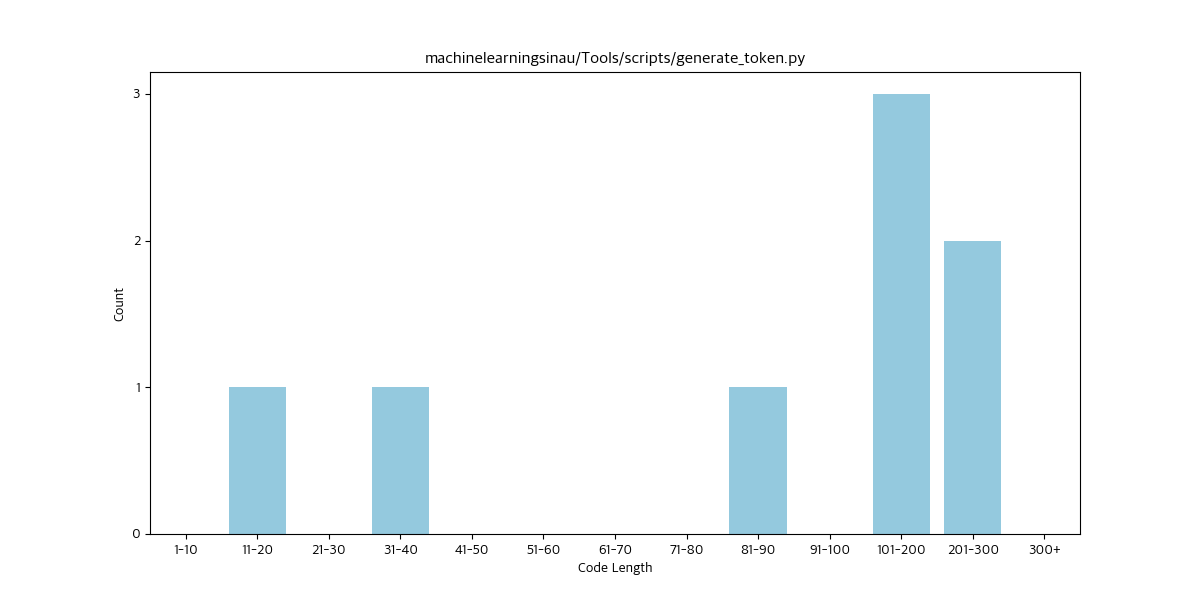 machinelearningsinau/Tools/scripts/generate_token.py
3
2
1
0
Count
1-10 11-20 21-30 31-40 41-50 51-60 61-70 71-80 81-90 91-100 101-200 201-300 300+
Code Length